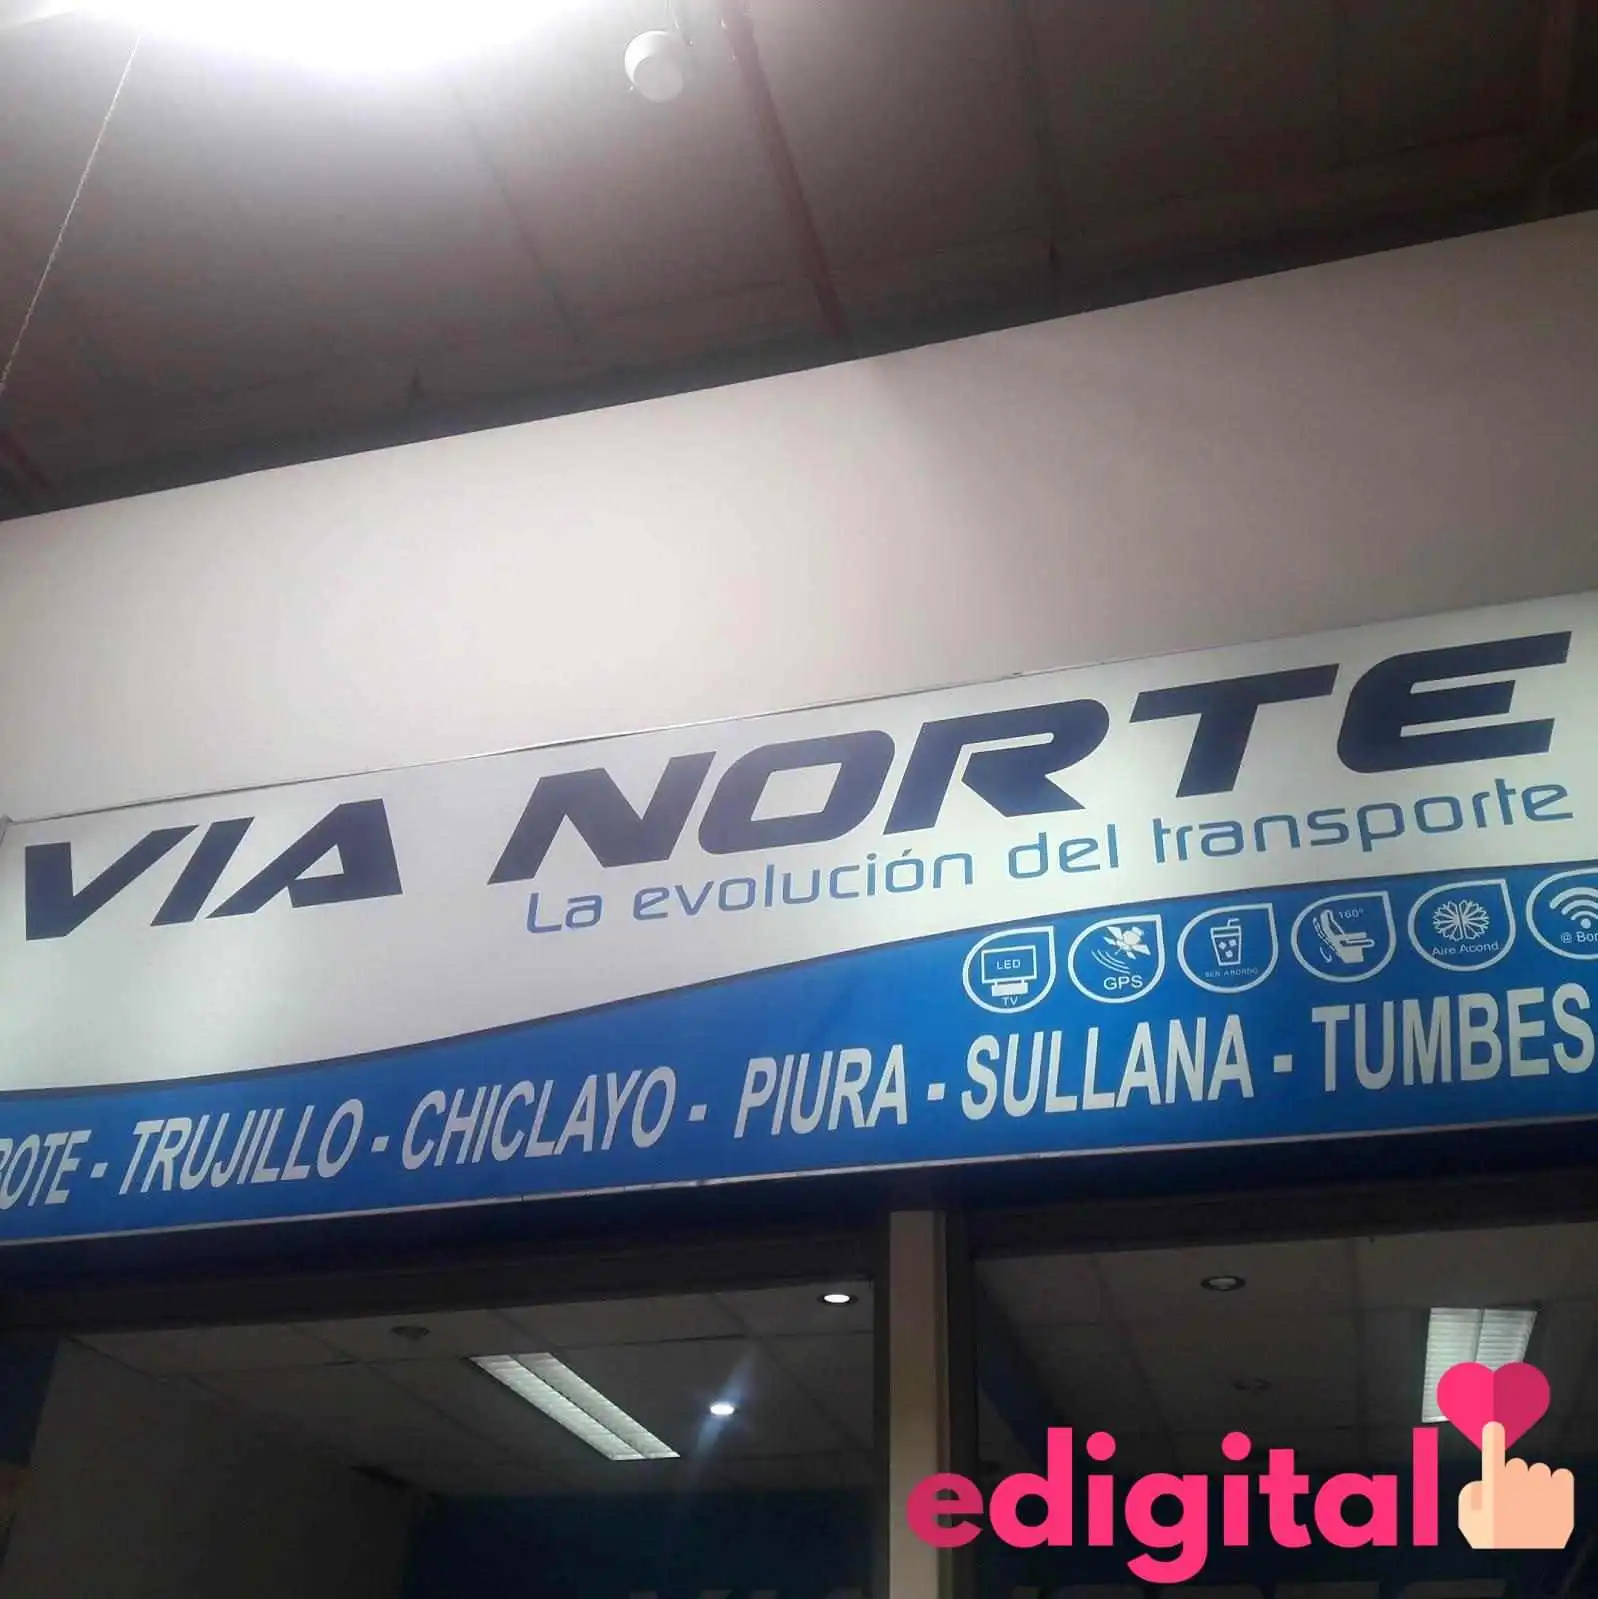 VIA NORTE
La evolución del transporte
LED
TV
GPS
160°
Aire Acond.
@ Bor
BOTE - TRUJILLO - CHICLAYO - PIURA - SULLANA - TUMBES
edigital